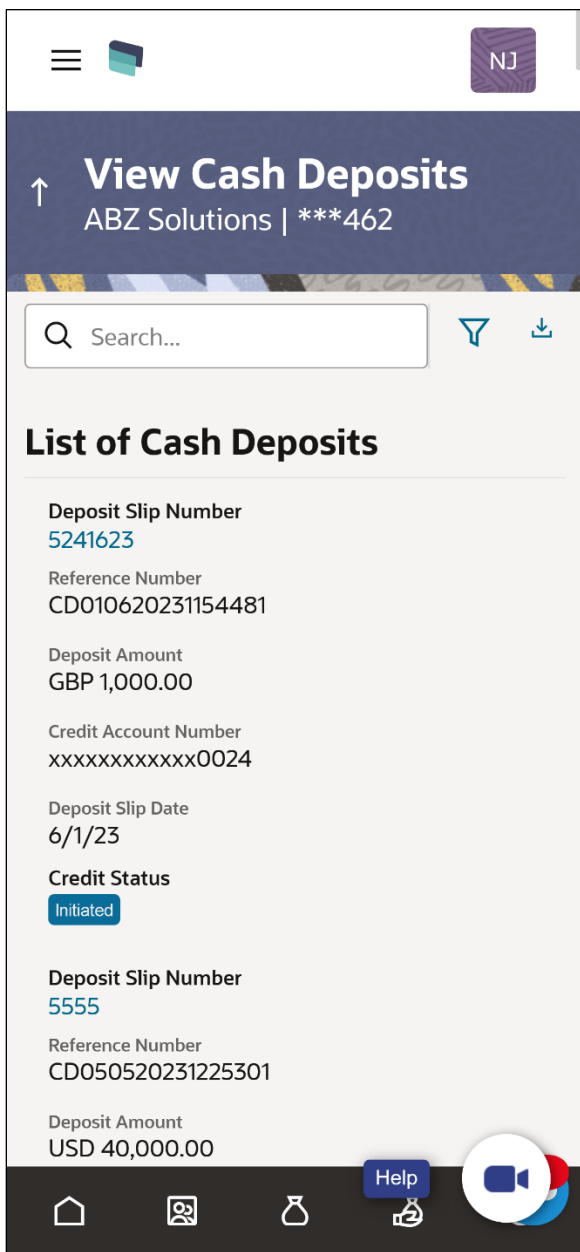 NJ
View Cash Deposits
ABZ Solutions | ***462
Search...
List of Cash Deposits
Deposit Slip Number
5241623
Reference Number
CD010620231154481
Deposit Amount
GBP 1,000.00
Credit Account Number
xxxxxxxxxxxx0024
Deposit Slip Date
6/1/23
Credit Status
Initiated
Deposit Slip Number
5555
Reference Number
CD050520231225301
Deposit Amount
USD 40,000.00
Help